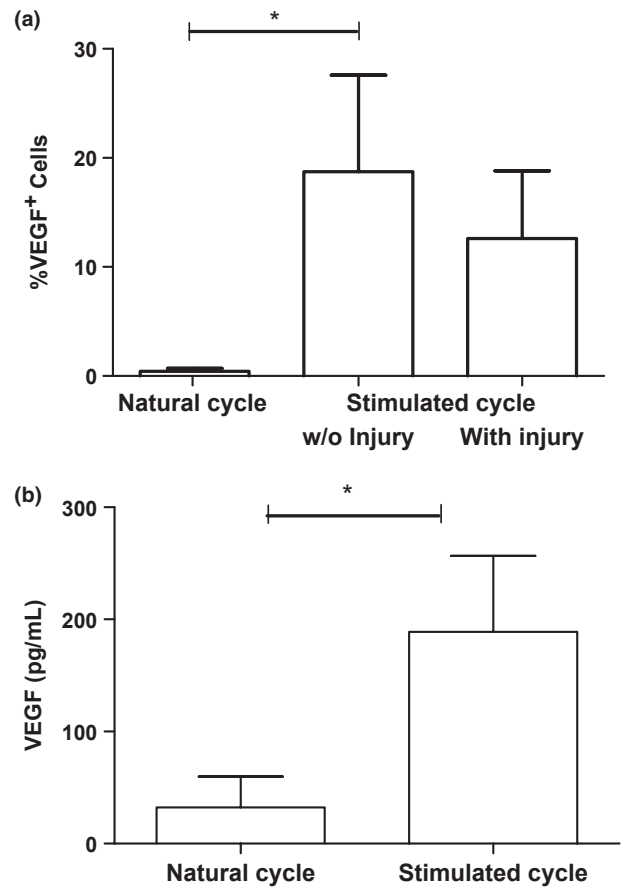 (a)
*
30
20
10
0
%VEGF+ Cells
Natural cycle Stimulated cycle
w/o Injury With injury
(b)
*
300
200
100
0
VEGF (pg/mL)
Natural cycle Stimulated cycle